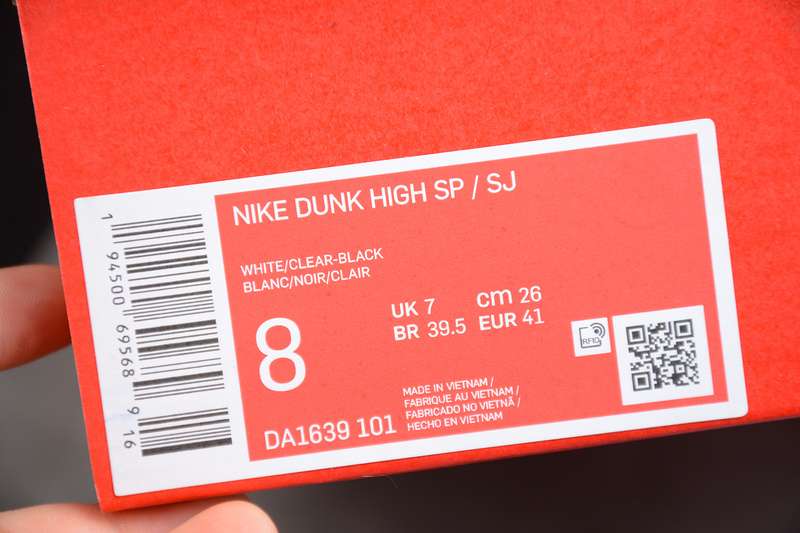 NIKE DUNK HIGH SP / SJ
WHITE/CLEAR-BLACK
BLANC/NOIR/CLAIR
8
UK 7 cm 26
BR 39.5 EUR 41
DA1639 101
MADE IN VIETNAM /
FABRIQUE AU VIETNAM /
FABRICADO NO VIETNÃ /
HECHO EN VIETNAM
RFID
1 94500 69568 9 16